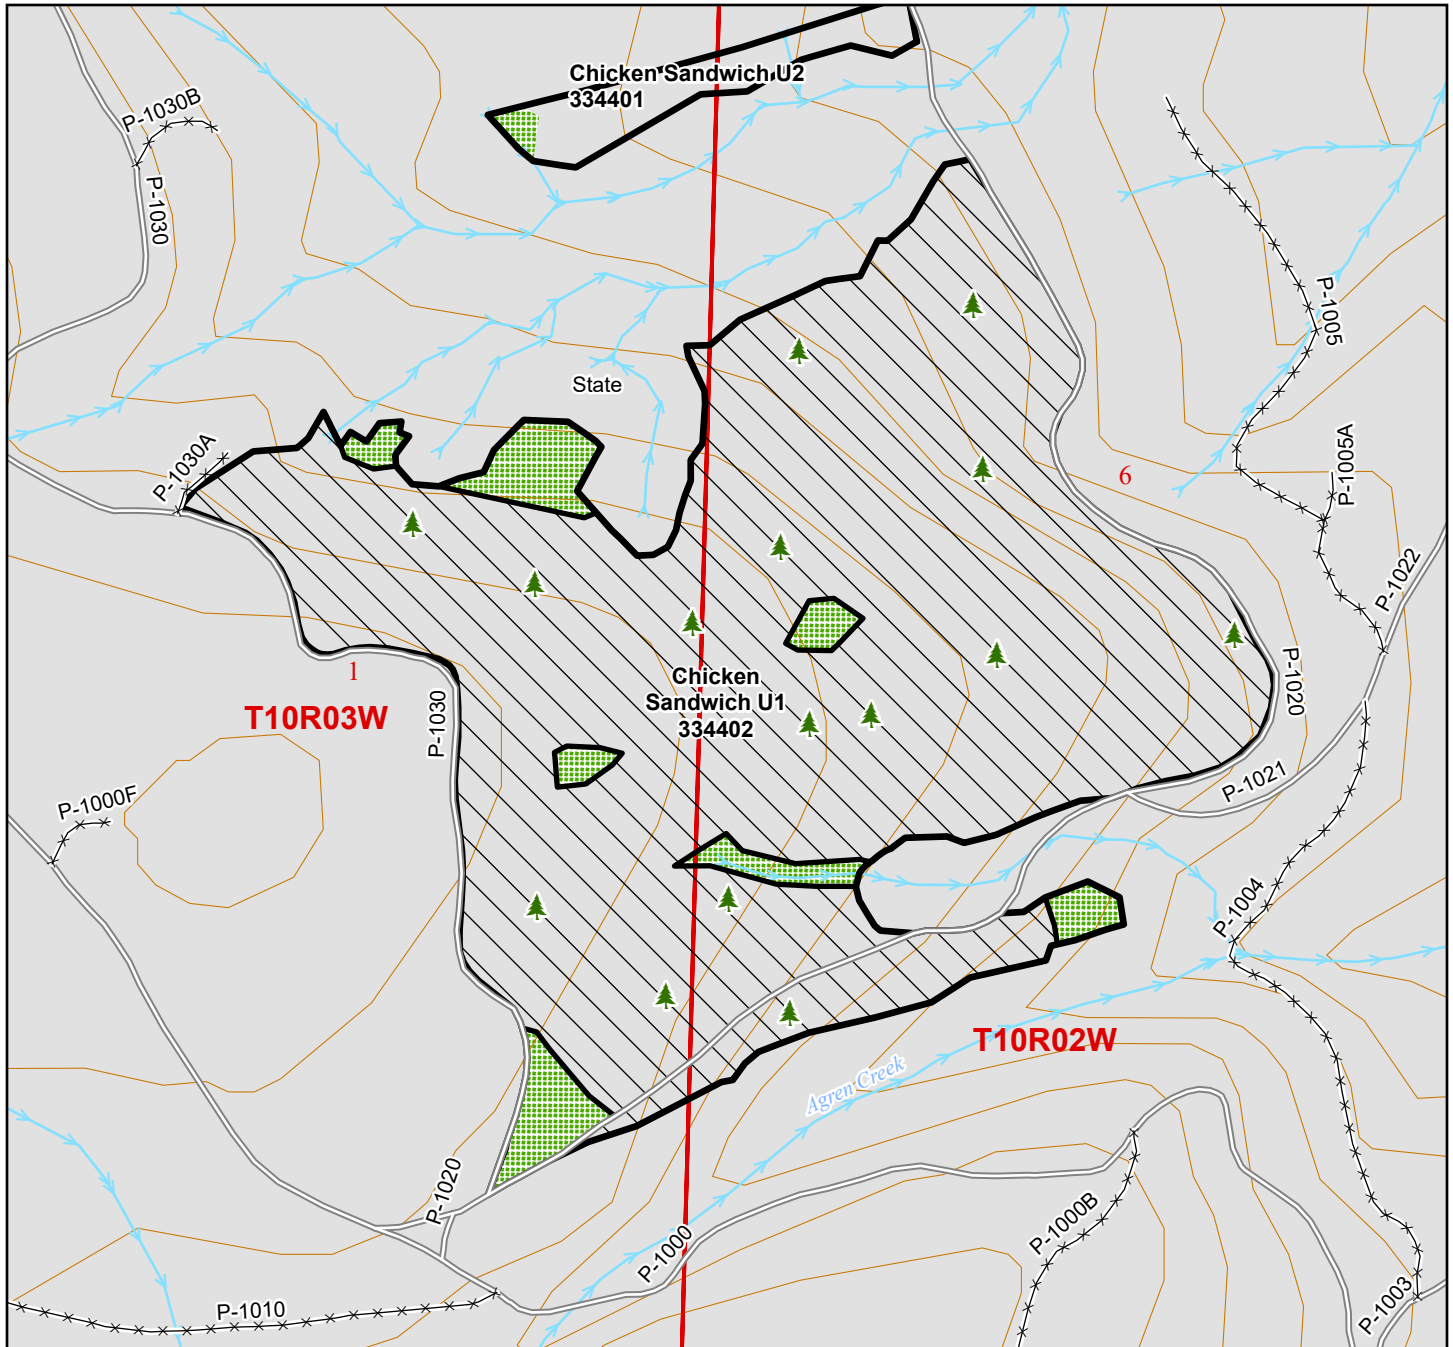 Chicken Sandwich U2
334401
P-1030B
P-1030
P-1005
State
P-1030A
P-1005A
6
P-1022
1
T10R03W
P-1030
Chicken
Sandwich U1
334402
P-1020
P-1021
P-1000F
P-1004
T10R02W
Agren Creek
P-1020
P-1000
P-1000B
P-1010
P-1003